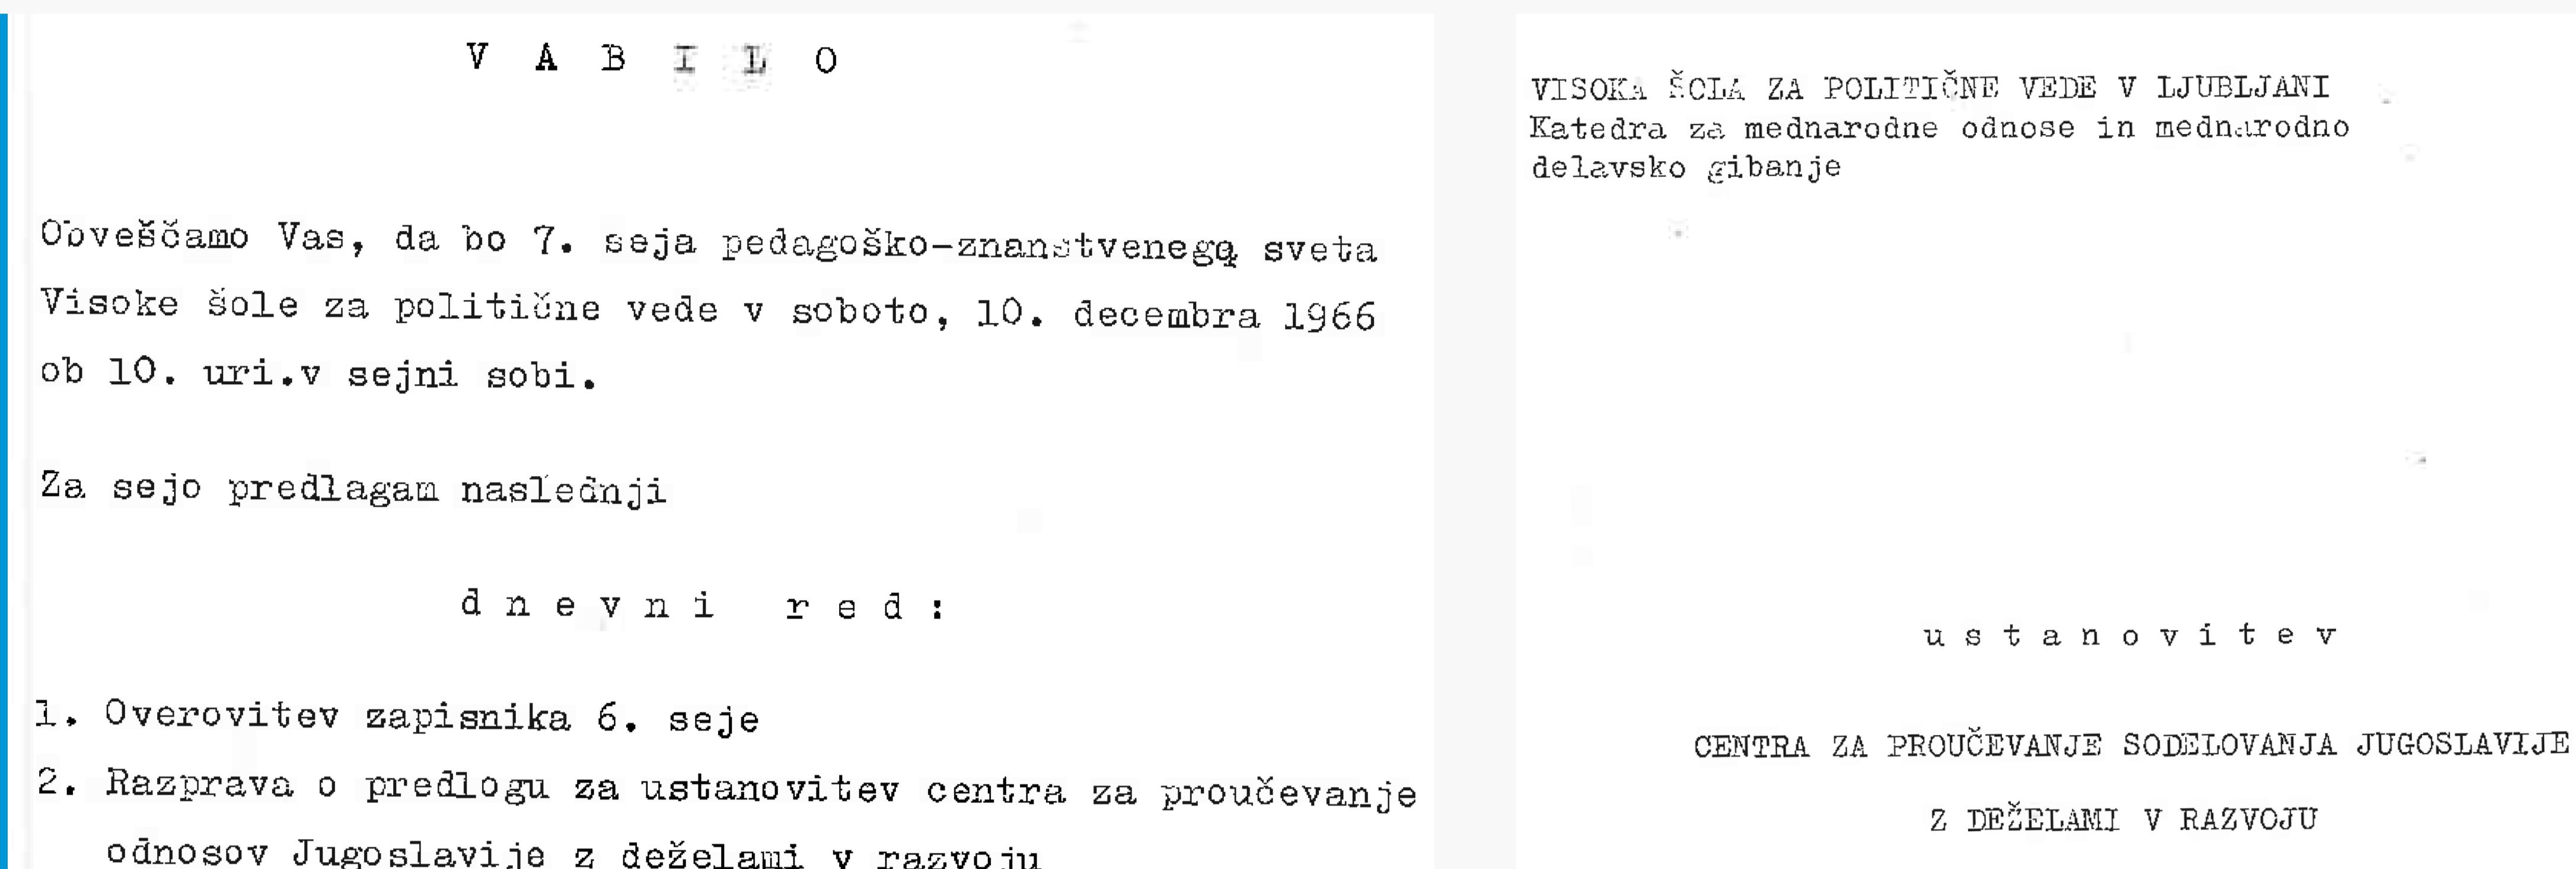 V A B I L O
Obveščamo Vas, da bo 7. seja pedagoško-znanstvenega sveta
Visoke šole za politične vede v soboto, 10. decembra 1966
ob 10. uri.v sejni sobi.
Za sejo predlagam naslednji
d n e v n i  r e d :
1. Overovitev zapisnika 6. seje
2. Razprava o predlogu za ustanovitev centra za proučevanje
odnosov Jugoslavije z deželami v razvoju
VISOKA ŠOLA ZA POLITIČNE VEDE V LJUBLJANI
Katedra za mednarodne odnose in mednarodno
delavsko gibanje
u s t a n o v i t e v
CENTRA ZA PROUČEVANJE SODELOVANJA JUGOSLAVIJE
Z DEŽELAMI V RAZVOJU